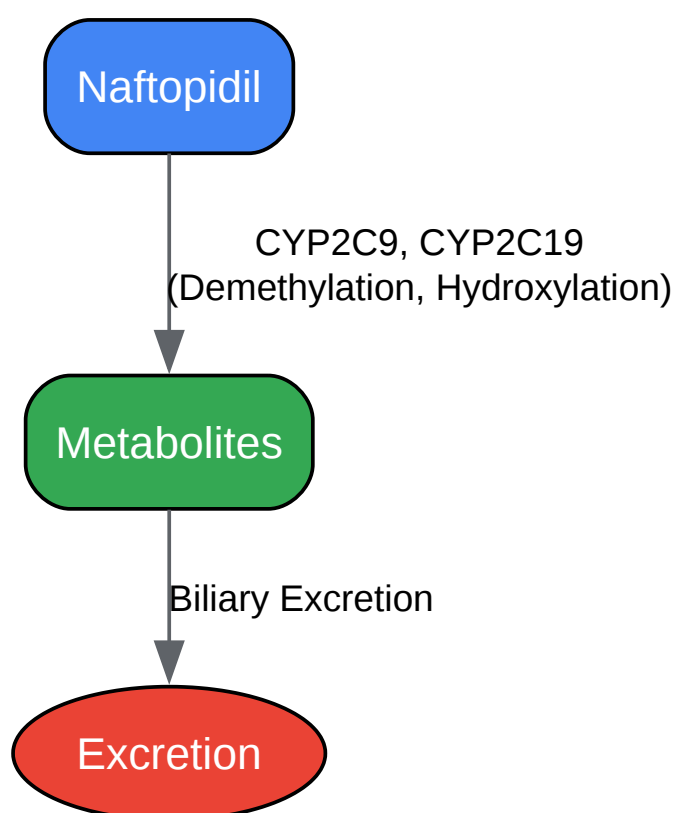 Naftopidil
CYP2C9, CYP2C19
(Demethylation, Hydroxylation)
Metabolites
Biliary Excretion
Excretion